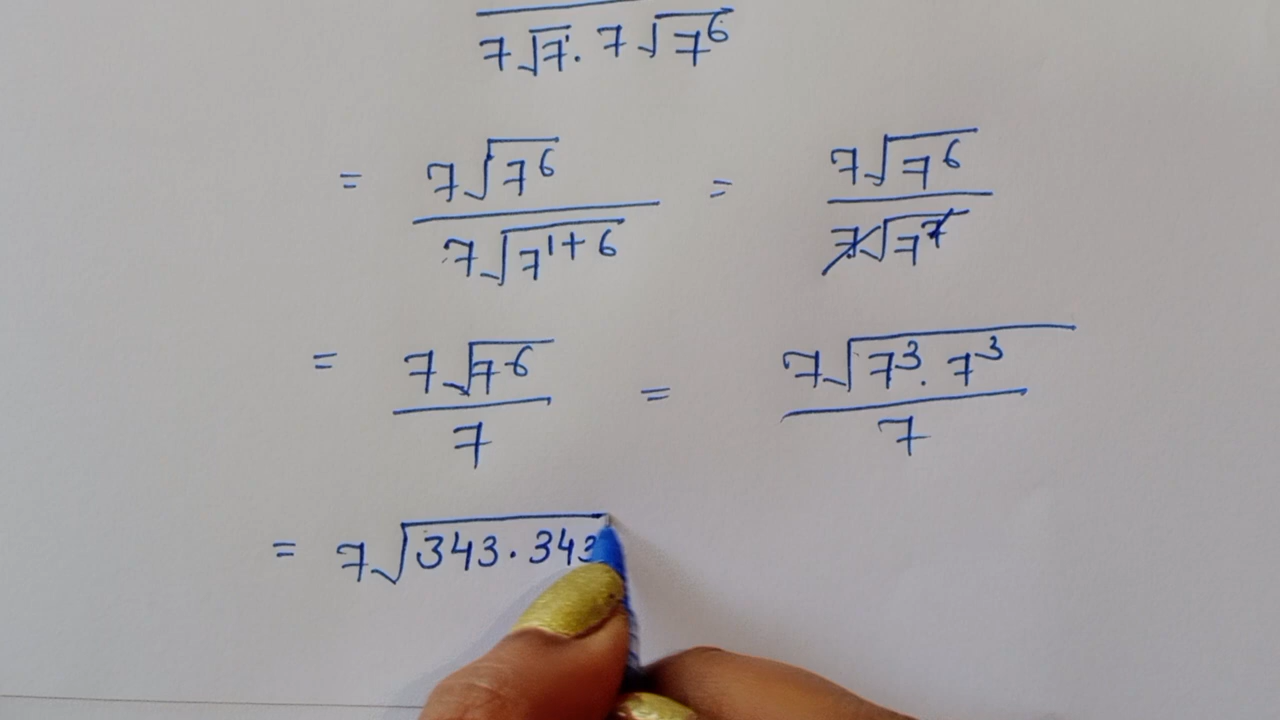 7√7¹ · 7√7⁶
= 7√7⁶ / 7√7¹⁺⁶ = 7√7⁶ / 7√7⁷
= 7√7⁶ / 7 = 7√7³ · 7³ / 7
= 7√343 · 343